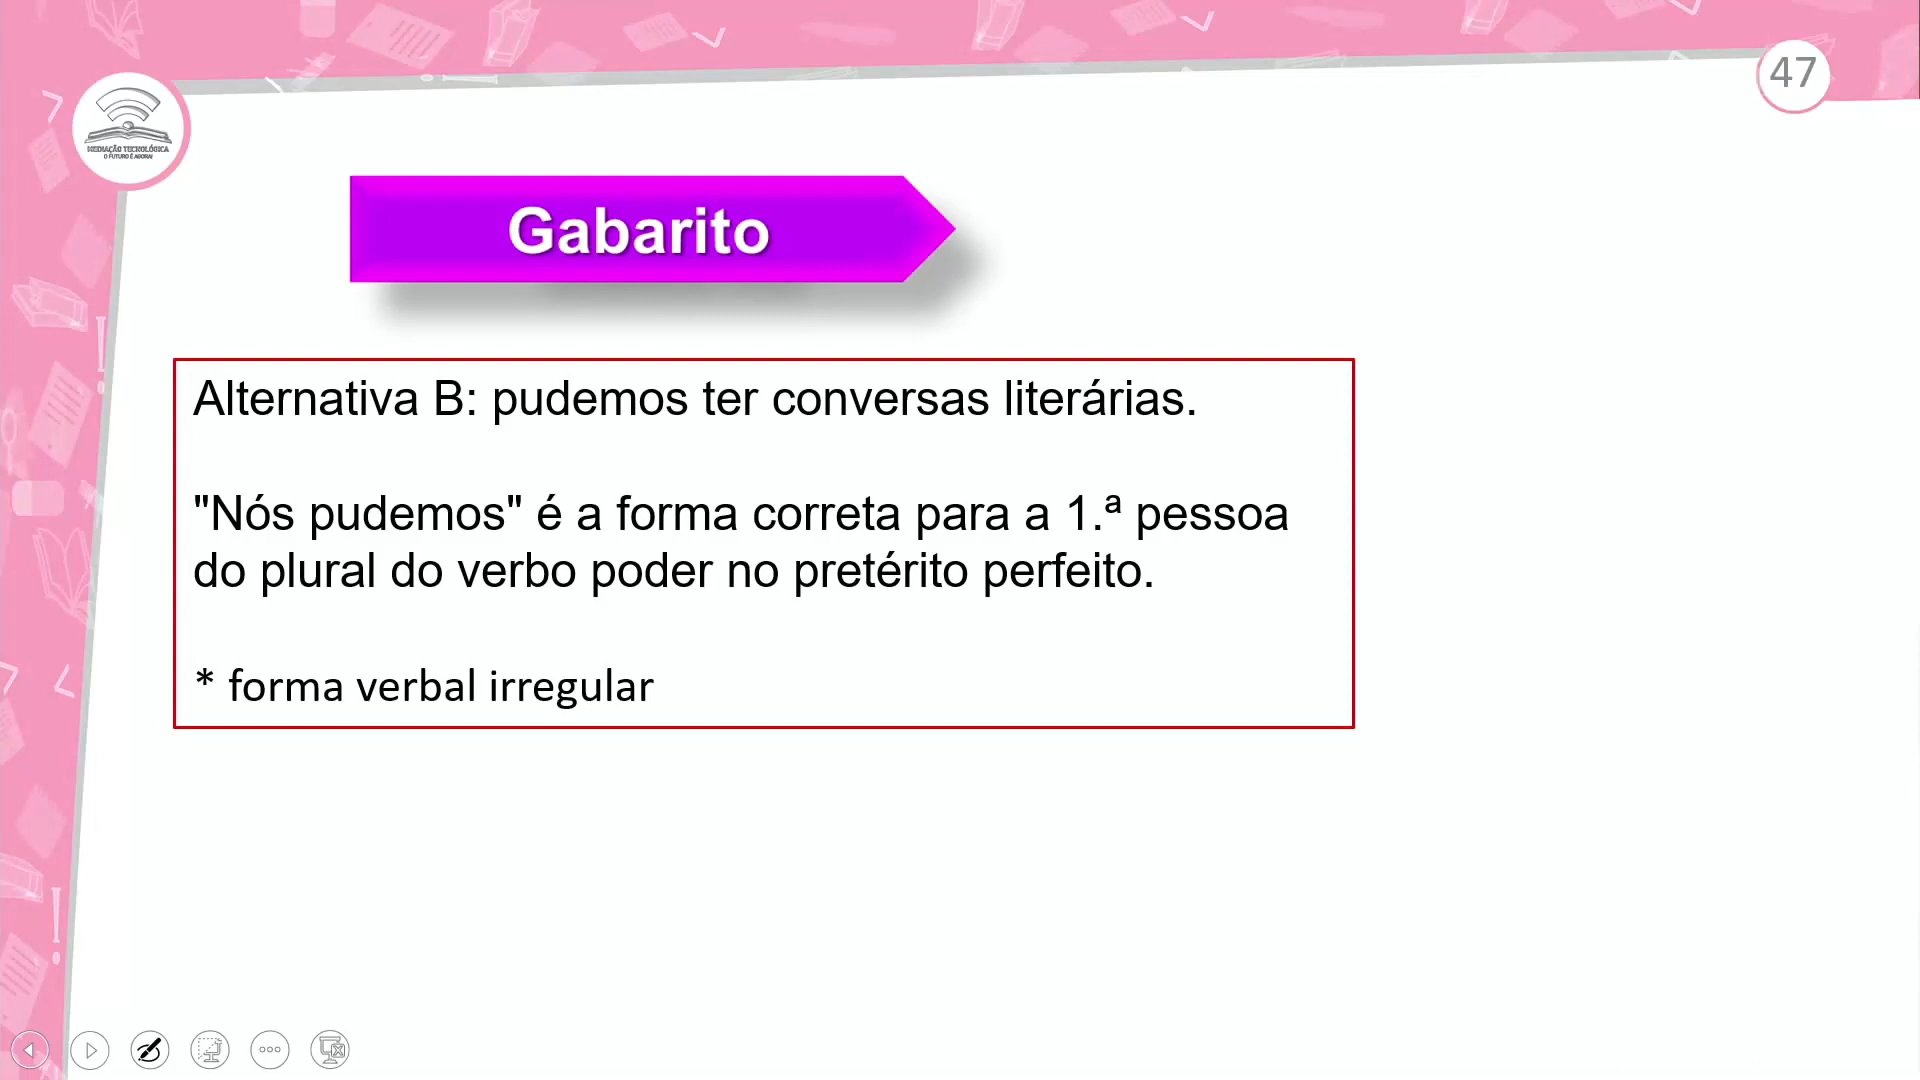 47
MEDIAÇÃO TECNOLÓGICA
O FUTURO É AGORA!
Gabarito
Alternativa B: pudemos ter conversas literárias.
"Nós pudemos" é a forma correta para a 1.ª pessoa
do plural do verbo poder no pretérito perfeito.
* forma verbal irregular